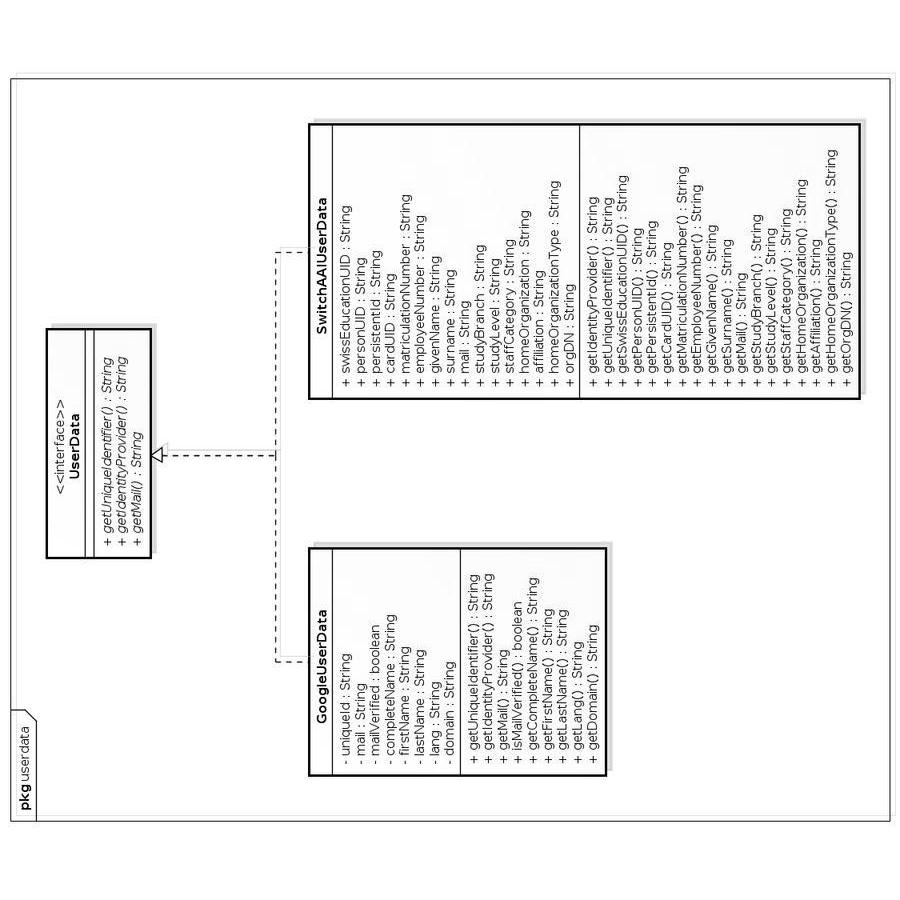 pkg userdata
<<interface>>
UserData
+ getUniqueIdentifier() : String
+ getIdentityProvider() : String
+ getMail() : String
GoogleUserData
- uniqueId : String
- mail : String
- mailVerified : boolean
- completeName : String
- firstName : String
- lastName : String
- lang : String
- domain : String
+ getUniqueIdentifier() : String
+ getIdentityProvider() : String
+ getMail() : String
+ isMailVerified() : boolean
+ getCompleteName() : String
+ getFirstName() : String
+ getLastName() : String
+ getLang() : String
+ getDomain() : String
SwitchAAIUserData
+ swissEducationUID : String
+ personUID : String
+ persistentId : String
+ cardUID : String
+ matriculationNumber : String
+ employeeNumber : String
+ givenName : String
+ surname : String
+ mail : String
+ studyBranch : String
+ studyLevel : String
+ staffCategory : String
+ homeOrganization : String
+ affiliation : String
+ homeOrganizationType : String
+ orgDN : String
+ getIdentityProvider() : String
+ getUniqueIdentifier() : String
+ getSwissEducationUID() : String
+ getPersonUID() : String
+ getPersistentId() : String
+ getCardUID() : String
+ getMatriculationNumber() : String
+ getEmployeeNumber() : String
+ getGivenName() : String
+ getSurname() : String
+ getMail() : String
+ getStudyBranch() : String
+ getStudyLevel() : String
+ getStaffCategory() : String
+ getHomeOrganization() : String
+ getAffiliation() : String
+ getHomeOrganizationType() : String
+ getOrgDN() : String